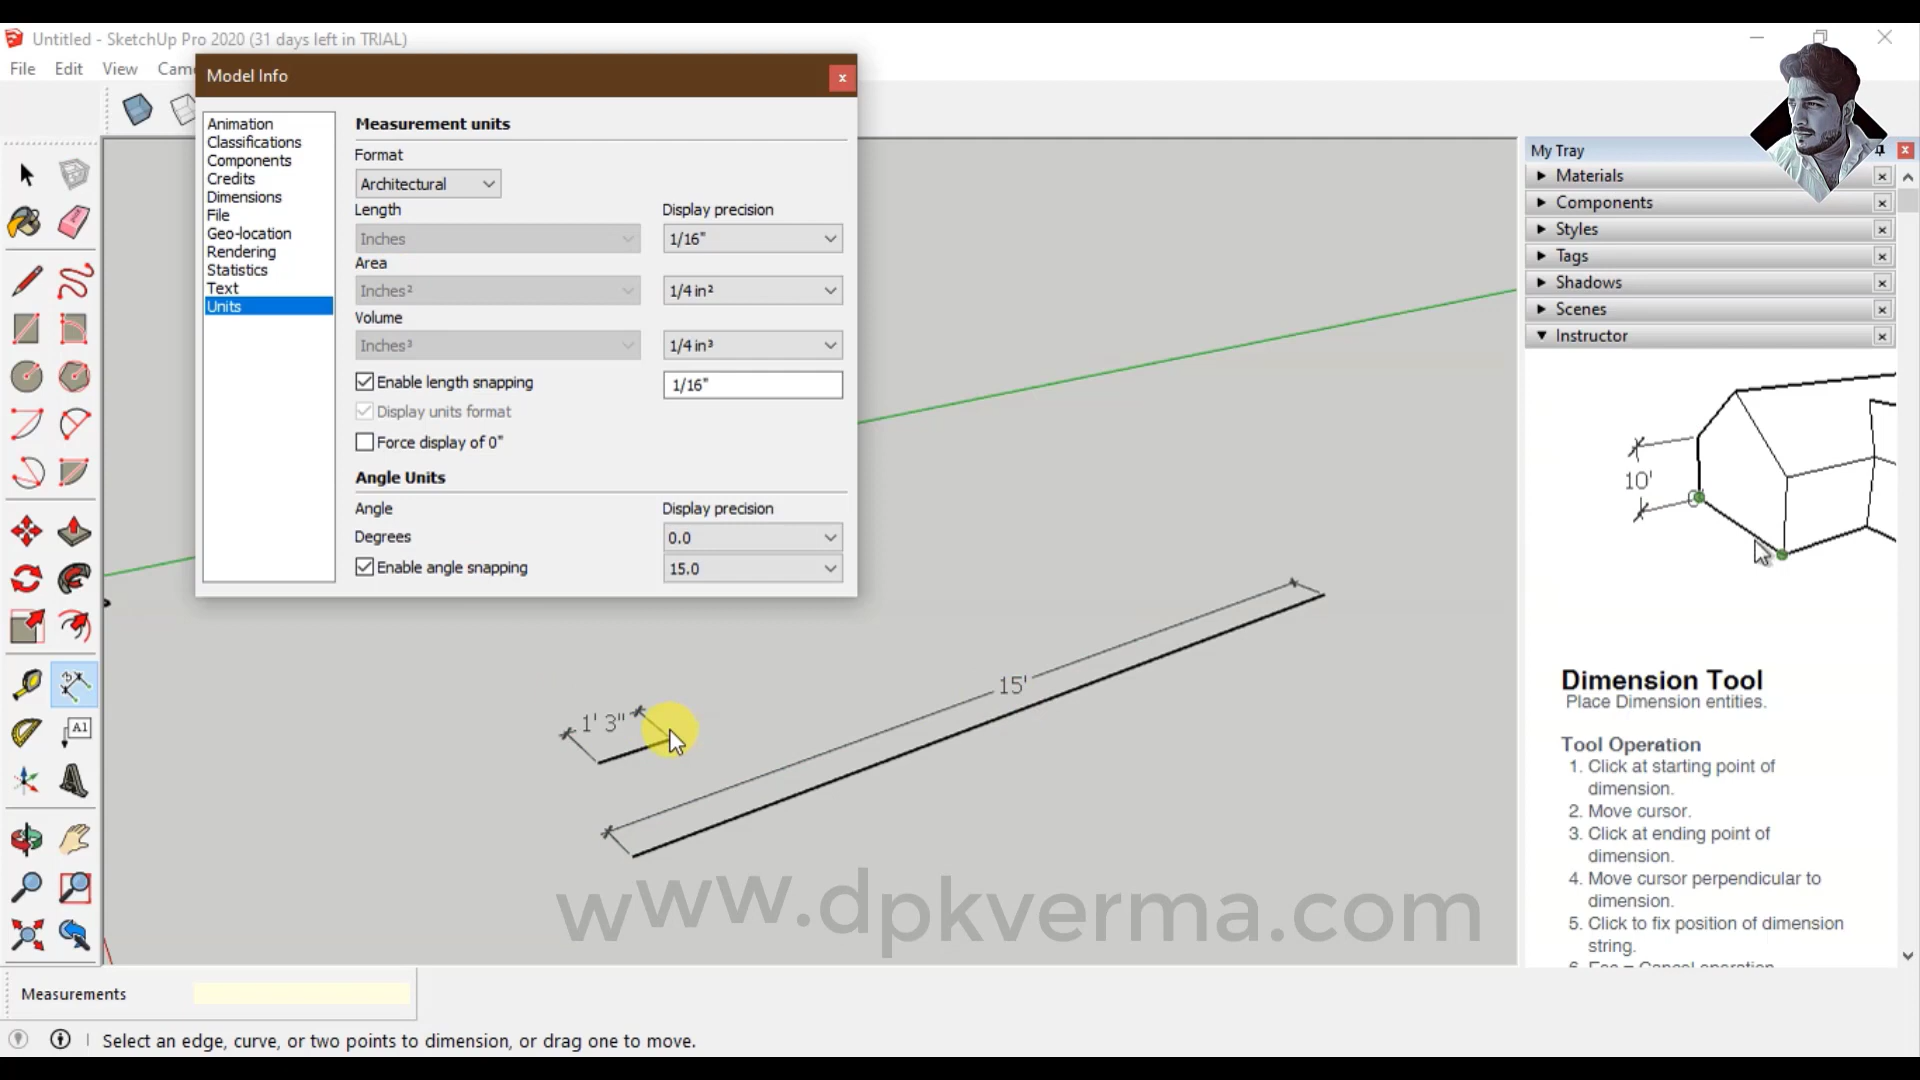 Untitled - SketchUp Pro 2020 (31 days left in TRIAL)
File Edit View Came
Model Info
Animation
Classifications
Components
Credits
Dimensions
File
Geo-location
Rendering
Statistics
Text
Units
Measurement units
Format
Architectural
Length Display precision
Inches 1/16"
Area
Inches² 1/4 in²
Volume
Inches³ 1/4 in³
Enable length snapping 1/16"
Display units format
Force display of 0"
Angle Units
Angle Display precision
Degrees 0.0
Enable angle snapping 15.0
1' 3"
15'
www.dpkverma.com
My Tray
Materials
Components
Styles
Tags
Shadows
Scenes
Instructor
10'
Dimension Tool
Place Dimension entities.
Tool Operation
1. Click at starting point of
dimension.
2. Move cursor.
3. Click at ending point of
dimension.
4. Move cursor perpendicular to
dimension.
5. Click to fix position of dimension
string.
A1
Measurements
Select an edge, curve, or two points to dimension, or drag one to move.